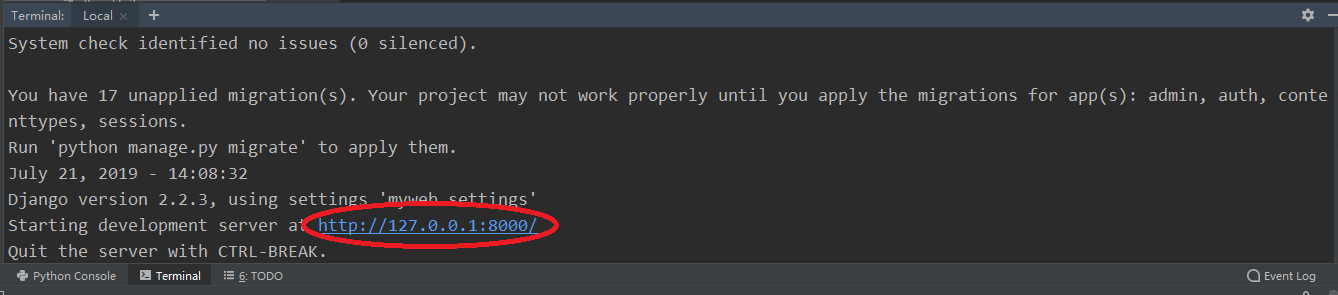 Terminal: Local × +
System check identified no issues (0 silenced).
You have 17 unapplied migration(s). Your project may not work properly until you apply the migrations for app(s): admin, auth, conte
nttypes, sessions.
Run 'python manage.py migrate' to apply them.
July 21, 2019 - 14:08:32
Django version 2.2.3, using settings 'myweb.settings'
Starting development server at http://127.0.0.1:8000/
Quit the server with CTRL-BREAK.
Python Console Terminal 6: TODO Event Log